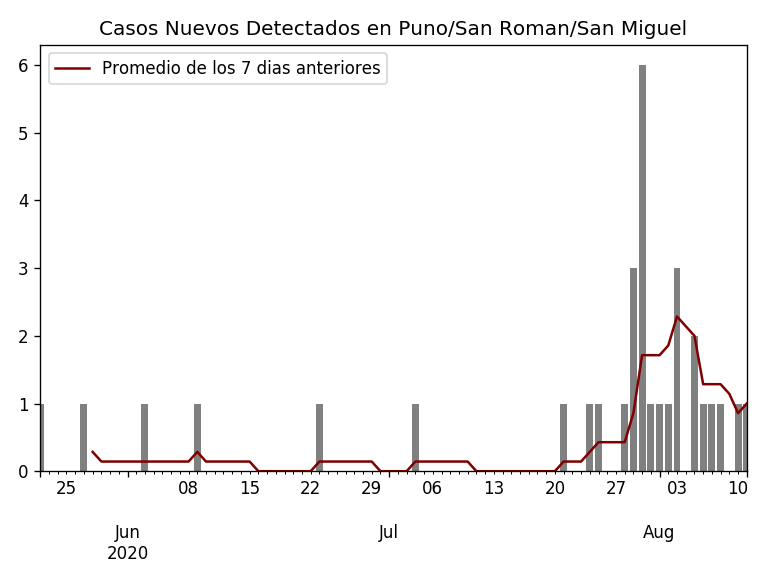 Casos Nuevos Detectados en Puno/San Roman/San Miguel
Promedio de los 7 dias anteriores
6
5
4
3
2
1
0
25 08 15 22 29 06 13 20 27 03 10
Jun Jul Aug
2020